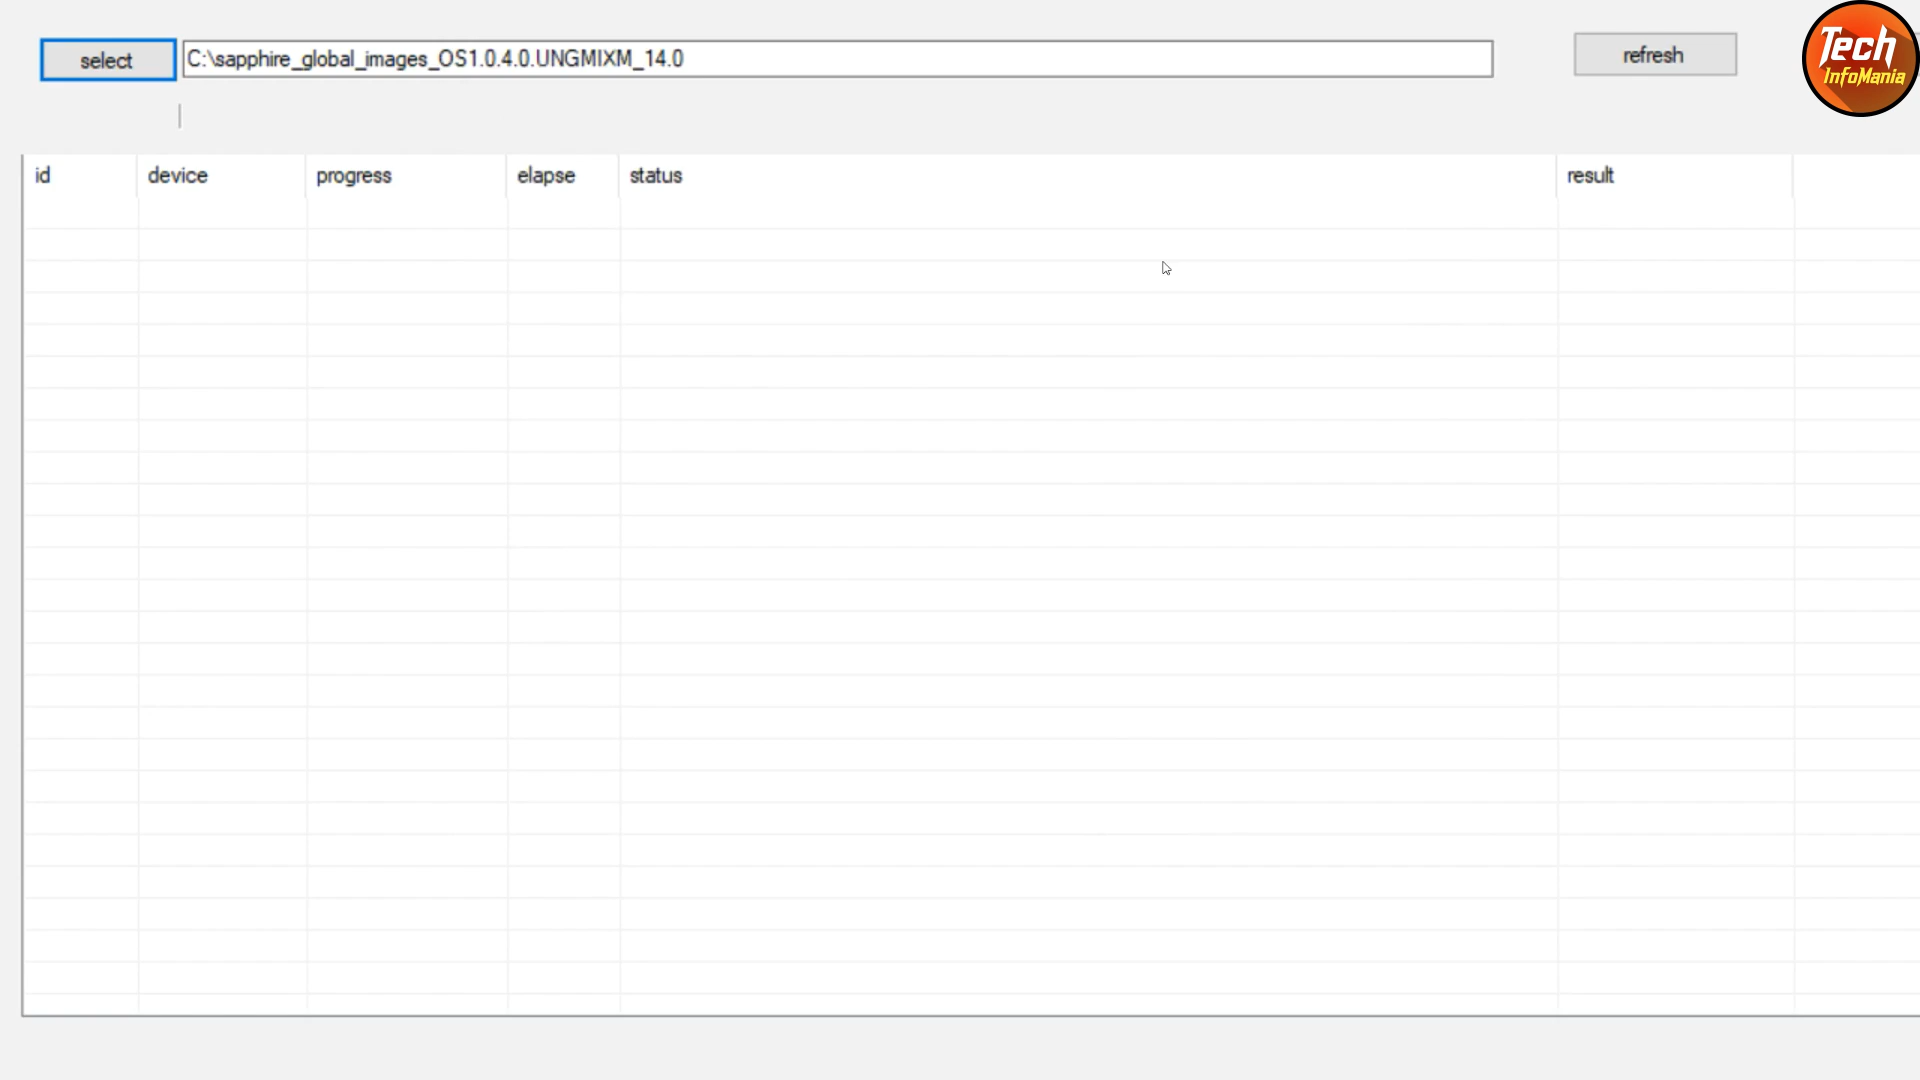 select
C:\sapphire_global_images_OS1.0.4.0.UNGMIXM_14.0
refresh
Tech
InfoMania
id
device
progress
elapse
status
result